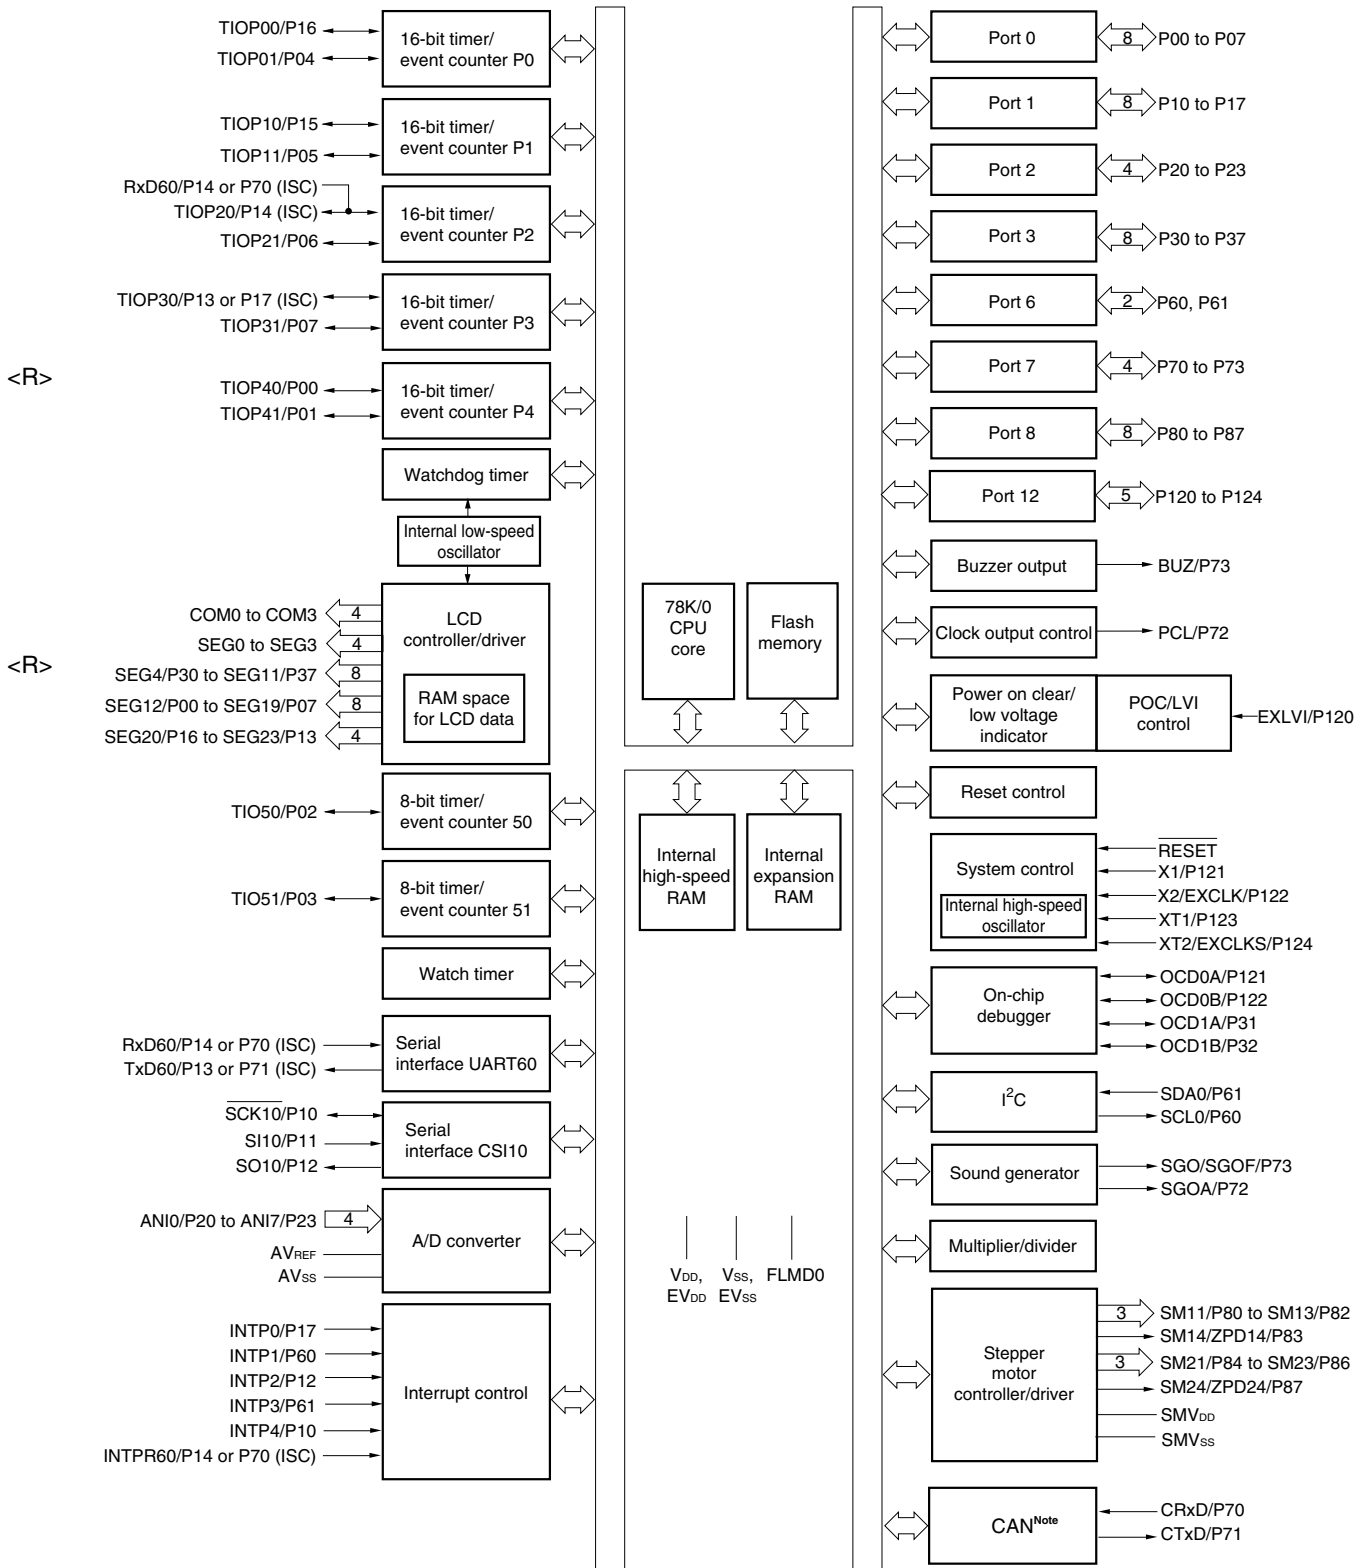 TIOP00/P16
TIOP01/P04
16-bit timer/
event counter P0
TIOP10/P15
TIOP11/P05
16-bit timer/
event counter P1
RxD60/P14 or P70 (ISC)
TIOP20/P14 (ISC)
TIOP21/P06
16-bit timer/
event counter P2
TIOP30/P13 or P17 (ISC)
TIOP31/P07
16-bit timer/
event counter P3
<R>
TIOP40/P00
TIOP41/P01
16-bit timer/
event counter P4
Watchdog timer
Internal low-speed
oscillator
COM0 to COM3
4
SEG0 to SEG3
4
<R>
SEG4/P30 to SEG11/P37
8
SEG12/P00 to SEG19/P07
8
SEG20/P16 to SEG23/P13
4
LCD
controller/driver
RAM space
for LCD data
TIO50/P02
8-bit timer/
event counter 50
TIO51/P03
8-bit timer/
event counter 51
Watch timer
RxD60/P14 or P70 (ISC)
TxD60/P13 or P71 (ISC)
Serial
interface UART60
SCK10/P10
SI10/P11
SO10/P12
Serial
interface CSI10
ANI0/P20 to ANI7/P23
4
AVREF
AVSS
A/D converter
INTP0/P17
INTP1/P60
INTP2/P12
INTP3/P61
INTP4/P10
INTPR60/P14 or P70 (ISC)
Interrupt control
78K/0
CPU
core
Flash
memory
Internal
high-speed
RAM
Internal
expansion
RAM
VDD,
EVDD
VSS,
EVSS
FLMD0
Port 0
8
P00 to P07
Port 1
8
P10 to P17
Port 2
4
P20 to P23
Port 3
8
P30 to P37
Port 6
2
P60, P61
Port 7
4
P70 to P73
Port 8
8
P80 to P87
Port 12
5
P120 to P124
Buzzer output
BUZ/P73
Clock output control
PCL/P72
Power on clear/
low voltage
indicator
POC/LVI
control
EXLVI/P120
Reset control
System control
Internal high-speed
oscillator
RESET
X1/P121
X2/EXCLK/P122
XT1/P123
XT2/EXCLKS/P124
On-chip
debugger
OCD0A/P121
OCD0B/P122
OCD1A/P31
OCD1B/P32
I2C
SDA0/P61
SCL0/P60
Sound generator
SGO/SGOF/P73
SGOA/P72
Multiplier/divider
Stepper
motor
controller/driver
3
SM11/P80 to SM13/P82
SM14/ZPD14/P83
3
SM21/P84 to SM23/P86
SM24/ZPD24/P87
SMVDD
SMVSS
CANNote
CRxD/P70
CTxD/P71